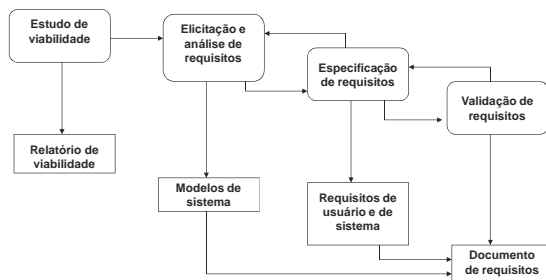 Estudo de
viabilidade
Elicitação e
análise de
requisitos
Especificação
de requisitos
Validação de
requisitos
Relatório de
viabilidade
Modelos de
sistema
Requisitos de
usuário e de
sistema
Documento
de requisitos